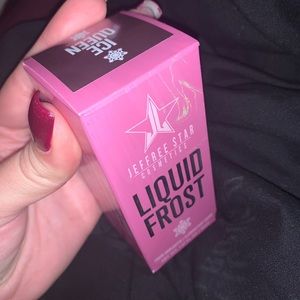 ICE
QUEEN
JEFFREE STAR
COSMETICS
LIQUID
FROST